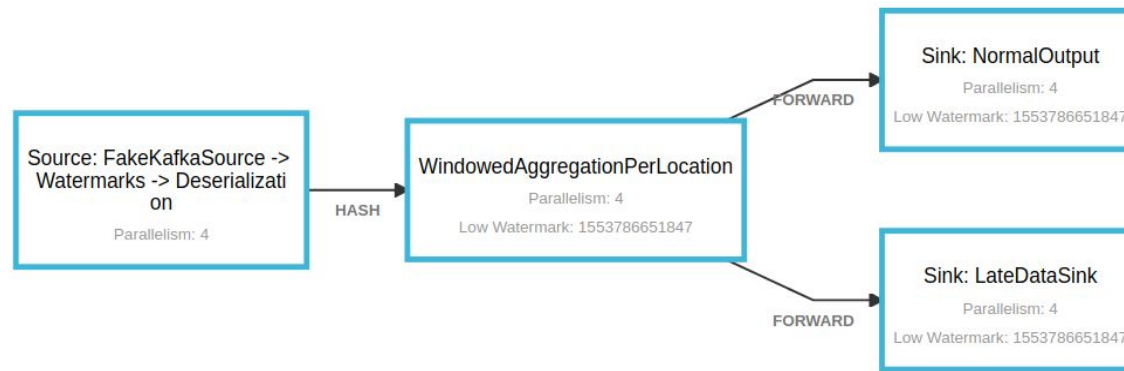 Source: FakeKafkaSource ->
Watermarks -> Deserializati
on
Parallelism: 4
HASH
WindowedAggregationPerLocation
Parallelism: 4
Low Watermark: 1553786651847
FORWARD
Sink: NormalOutput
Parallelism: 4
Low Watermark: 1553786651847
FORWARD
Sink: LateDataSink
Parallelism: 4
Low Watermark: 1553786651847